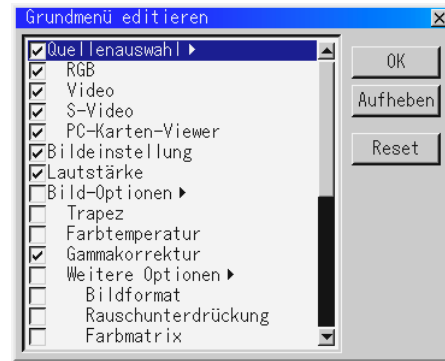 Grundmenü editieren
Quellenauswahl
RGB
Video
S-Video
PC-Karten-Viewer
Bildeinstellung
Lautstärke
Bild-Optionen
Trapez
Farbtemperatur
Gammakorrektur
Weitere Optionen
Bildformat
Rauschunterdrückung
Farbmatrix
OK
Aufheben
Reset